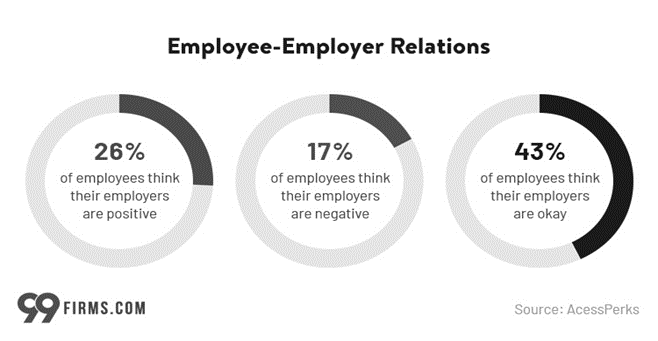 Employee-Employer Relations
26%
of employees think
their employers
are positive
17%
of employees think
their employers
are negative
43%
of employees think
their employers
are okay
99FIRMS.COM
Source: AcessPerks